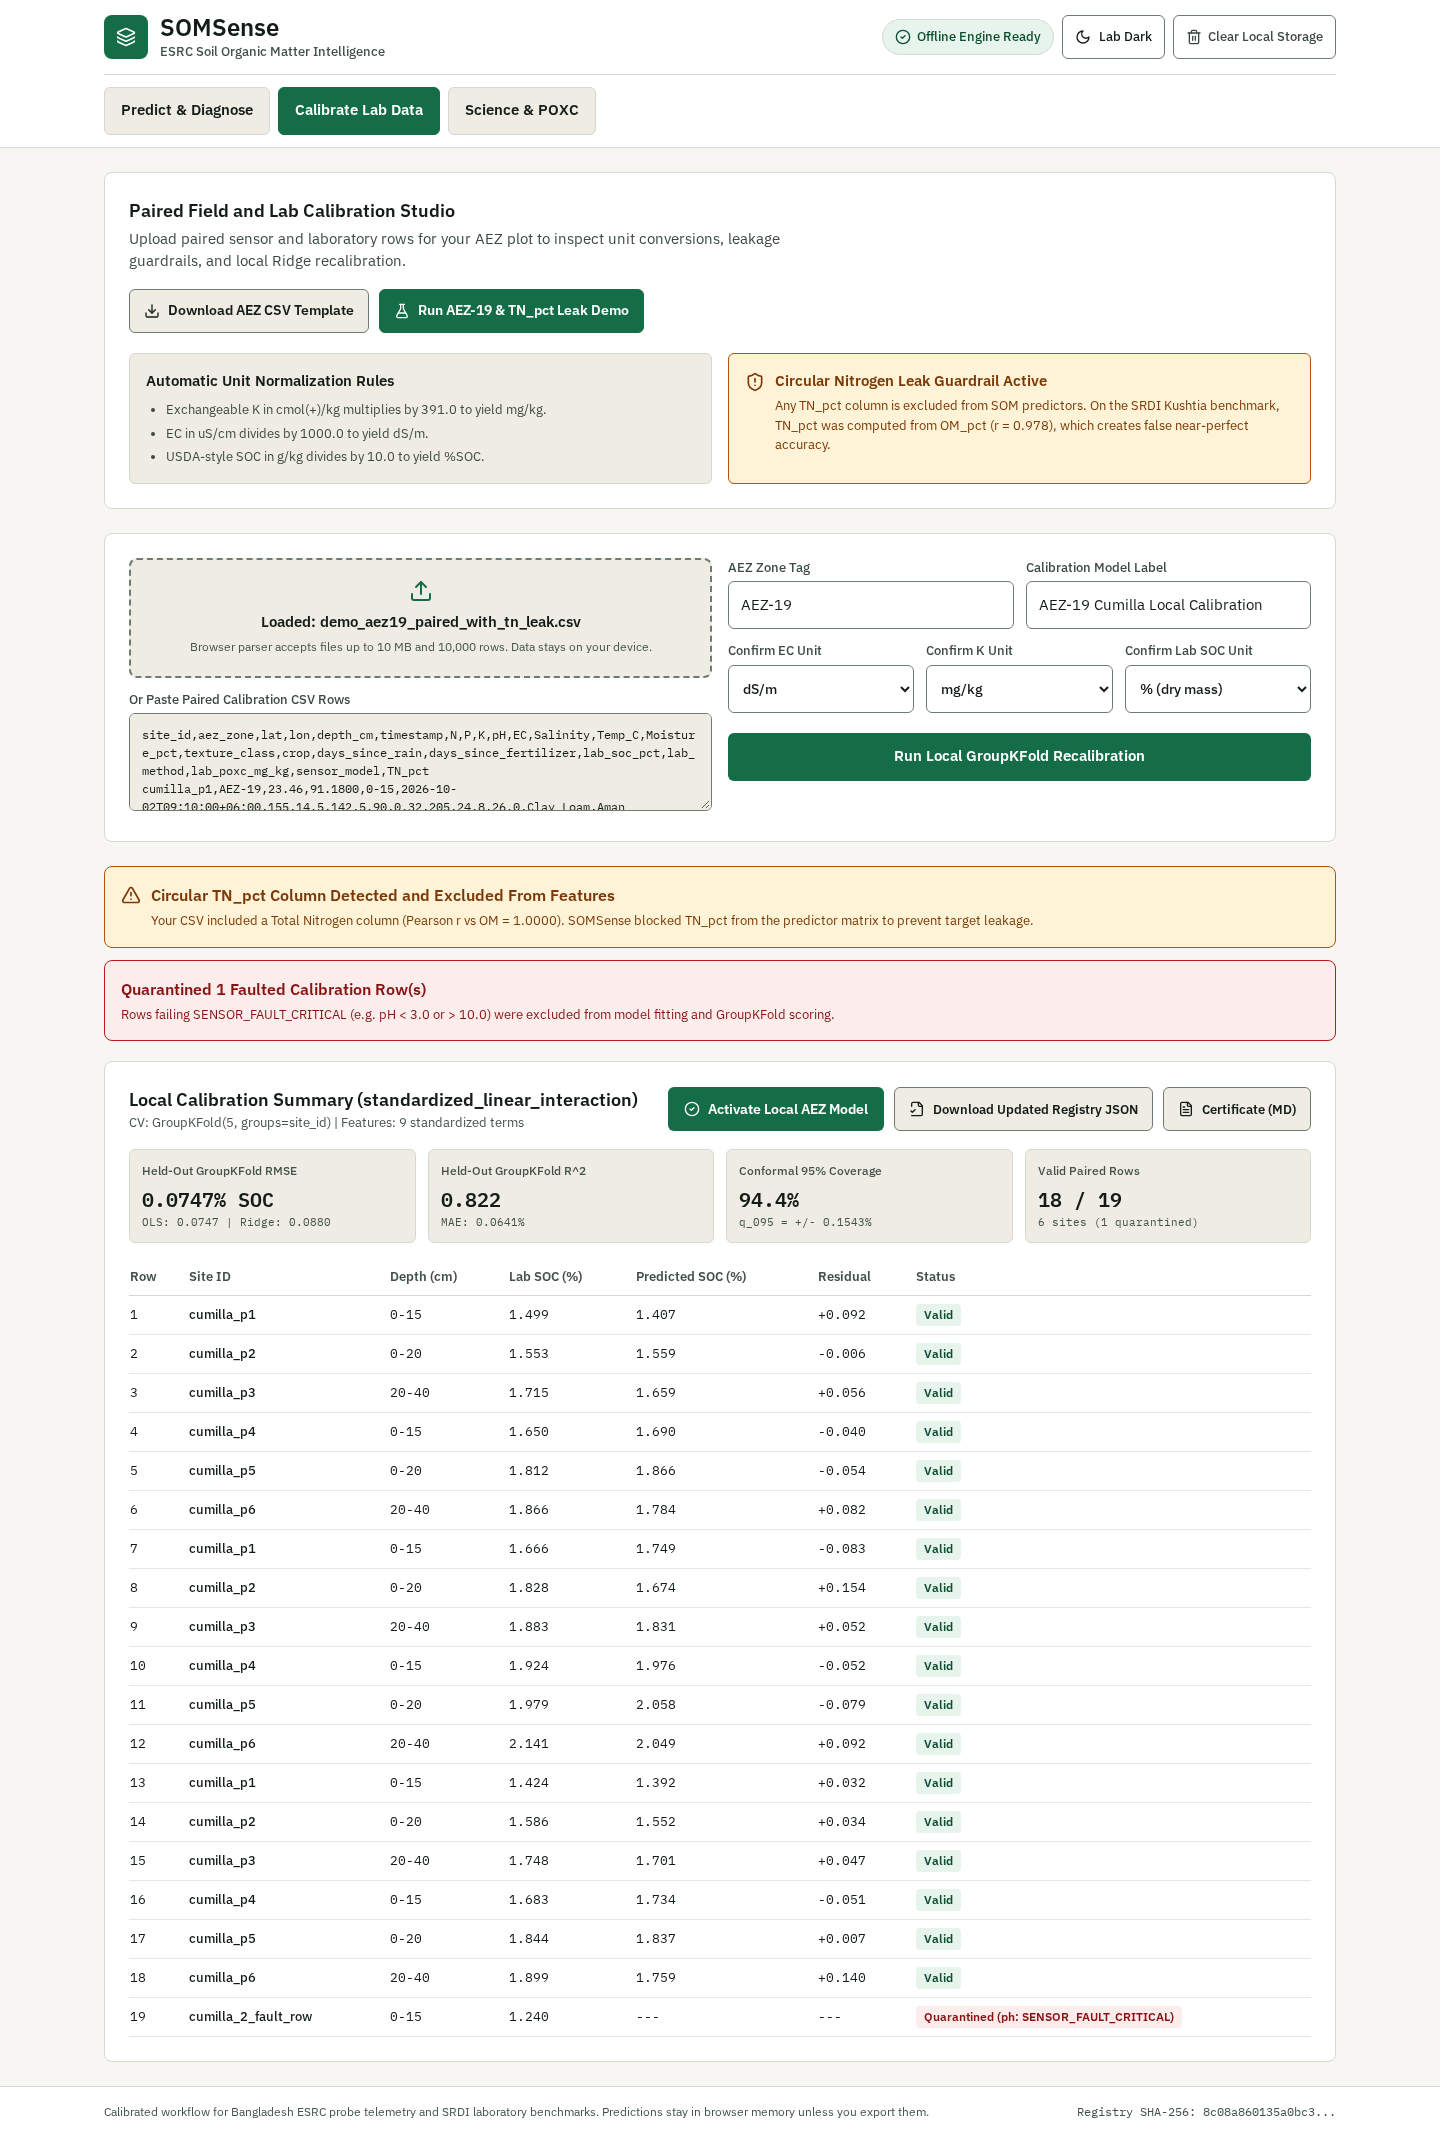 SOMSense
ESRC Soil Organic Matter Intelligence
Offline Engine Ready
Lab Dark
Clear Local Storage
Predict & Diagnose
Calibrate Lab Data
Science & POXC
Paired Field and Lab Calibration Studio
Upload paired sensor and laboratory rows for your AEZ plot to inspect unit conversions, leakage
guardrails, and local Ridge recalibration.
Download AEZ CSV Template
Run AEZ-19 & TN_pct Leak Demo
Automatic Unit Normalization Rules
• Exchangeable K in cmol(+)/kg multiplies by 391.0 to yield mg/kg.
• EC in uS/cm divides by 1000.0 to yield dS/m.
• USDA-style SOC in g/kg divides by 10.0 to yield %SOC.
Circular Nitrogen Leak Guardrail Active
Any TN_pct column is excluded from SOM predictors. On the SRDI Kushtia benchmark,
TN_pct was computed from OM_pct (r = 0.978), which creates false near-perfect
accuracy.
Loaded: demo_aez19_paired_with_tn_leak.csv
Browser parser accepts files up to 10 MB and 10,000 rows. Data stays on your device.
Or Paste Paired Calibration CSV Rows
site_id,aez_zone,lat,lon,depth_cm,timestamp,N,P,K,pH,EC,Salinity,Temp_C,Moistur
e_pct,texture_class,crop,days_since_rain,days_since_fertilizer,lab_soc_pct,lab_
method,lab_poxc_mg_kg,sensor_model,TN_pct
cumilla_p1,AEZ-19,23.46,91.1800,0-15,2026-10-
02T09:10:00+06:00,155,14.5,142,5.90,0.32,205,24.8,26.0,Clay Loam,Aman
AEZ Zone Tag
AEZ-19
Calibration Model Label
AEZ-19 Cumilla Local Calibration
Confirm EC Unit
dS/m
Confirm K Unit
mg/kg
Confirm Lab SOC Unit
% (dry mass)
Run Local GroupKFold Recalibration
Circular TN_pct Column Detected and Excluded From Features
Your CSV included a Total Nitrogen column (Pearson r vs OM = 1.0000). SOMSense blocked TN_pct from the predictor matrix to prevent target leakage.
Quarantined 1 Faulted Calibration Row(s)
Rows failing SENSOR_FAULT_CRITICAL (e.g. pH < 3.0 or > 10.0) were excluded from model fitting and GroupKFold scoring.
Local Calibration Summary (standardized_linear_interaction)
CV: GroupKFold(5, groups=site_id) | Features: 9 standardized terms
Activate Local AEZ Model
Download Updated Registry JSON
Certificate (MD)
Held-Out GroupKFold RMSE
0.0747% SOC
OLS: 0.0747 | Ridge: 0.0880
Held-Out GroupKFold R^2
0.822
MAE: 0.0641%
Conformal 95% Coverage
94.4%
q_095 = +/- 0.1543%
Valid Paired Rows
18 / 19
6 sites (1 quarantined)
Row Site ID Depth (cm) Lab SOC (%) Predicted SOC (%) Residual Status
1 cumilla_p1 0-15 1.499 1.407 +0.092 Valid
2 cumilla_p2 0-20 1.553 1.559 -0.006 Valid
3 cumilla_p3 20-40 1.715 1.659 +0.056 Valid
4 cumilla_p4 0-15 1.650 1.690 -0.040 Valid
5 cumilla_p5 0-20 1.812 1.866 -0.054 Valid
6 cumilla_p6 20-40 1.866 1.784 +0.082 Valid
7 cumilla_p1 0-15 1.666 1.749 -0.083 Valid
8 cumilla_p2 0-20 1.828 1.674 +0.154 Valid
9 cumilla_p3 20-40 1.883 1.831 +0.052 Valid
10 cumilla_p4 0-15 1.924 1.976 -0.052 Valid
11 cumilla_p5 0-20 1.979 2.058 -0.079 Valid
12 cumilla_p6 20-40 2.141 2.049 +0.092 Valid
13 cumilla_p1 0-15 1.424 1.392 +0.032 Valid
14 cumilla_p2 0-20 1.586 1.552 +0.034 Valid
15 cumilla_p3 20-40 1.748 1.701 +0.047 Valid
16 cumilla_p4 0-15 1.683 1.734 -0.051 Valid
17 cumilla_p5 0-20 1.844 1.837 +0.007 Valid
18 cumilla_p6 20-40 1.899 1.759 +0.140 Valid
19 cumilla_2_fault_row 0-15 1.240 --- --- Quarantined (ph: SENSOR_FAULT_CRITICAL)
Calibrated workflow for Bangladesh ESRC probe telemetry and SRDI laboratory benchmarks. Predictions stay in browser memory unless you export them.
Registry SHA-256: 8c08a860135a0bc3...